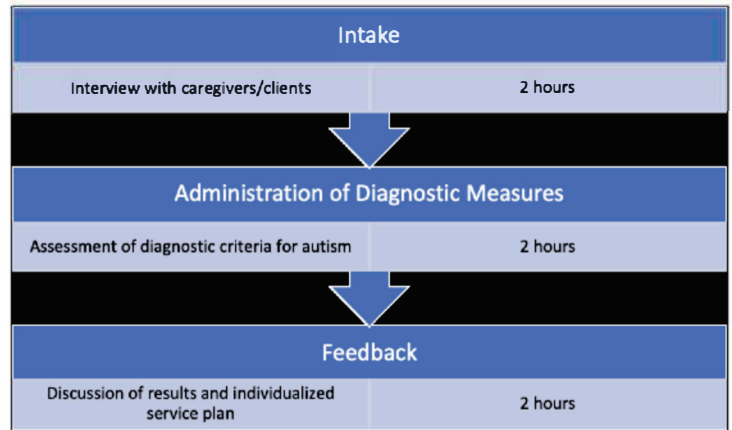 Intake
Interview with caregivers/clients
2 hours
Administration of Diagnostic Measures
Assessment of diagnostic criteria for autism
2 hours
Feedback
Discussion of results and individualized
service plan
2 hours